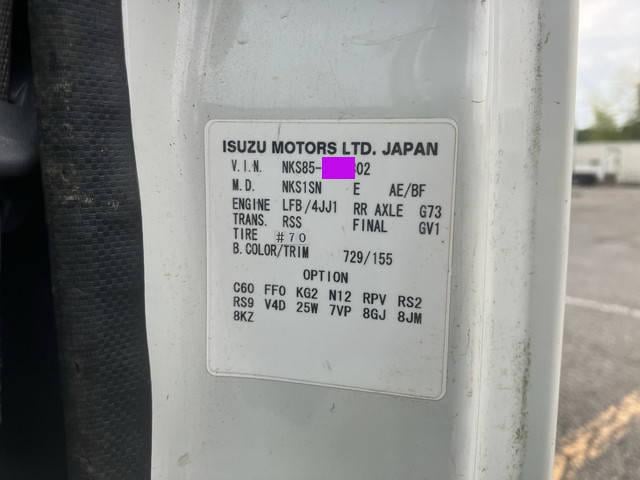 ISUZU MOTORS LTD. JAPAN
V.I.N. NKS85- 302
M.D. NKS1SN E AE/BF
ENGINE LFB/4JJ1 RR AXLE G73
TRANS. RSS FINAL GV1
TIRE #70
B.COLOR/TRIM 729/155
OPTION
C60 FF0 KG2 N12 RPV RS2
RS9 V4D 25W 7VP 8GJ 8JM
8KZ